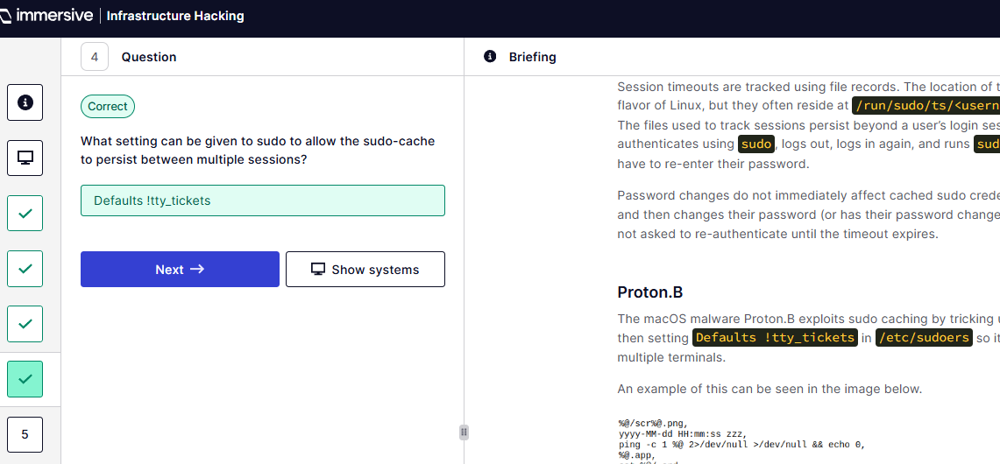 immersive | Infrastructure Hacking
4 Question
Briefing
Correct
What setting can be given to sudo to allow the sudo-cache
to persist between multiple sessions?
Defaults !tty_tickets
Next →
Show systems
5
Session timeouts are tracked using file records. The location of
flavor of Linux, but they often reside at /run/sudo/ts/<usern
The files used to track sessions persist beyond a user's login
authenticates using sudo, logs out, logs in again, and runs
have to re-enter their password.
Password changes do not immediately affect cached sudo
and then changes their password (or has their password
not asked to re-authenticate until the timeout expires.
Proton.B
The macOS malware Proton.B exploits sudo caching by tricking
then setting Defaults !tty_tickets in /etc/sudoers so
multiple terminals.
An example of this can be seen in the image below.
%@/scr%@.png,
yyyy-MM-dd HH:mm:ss zzz,
ping -c 1 %@ 2>/dev/null >/dev/null && echo 0,
%@.app,